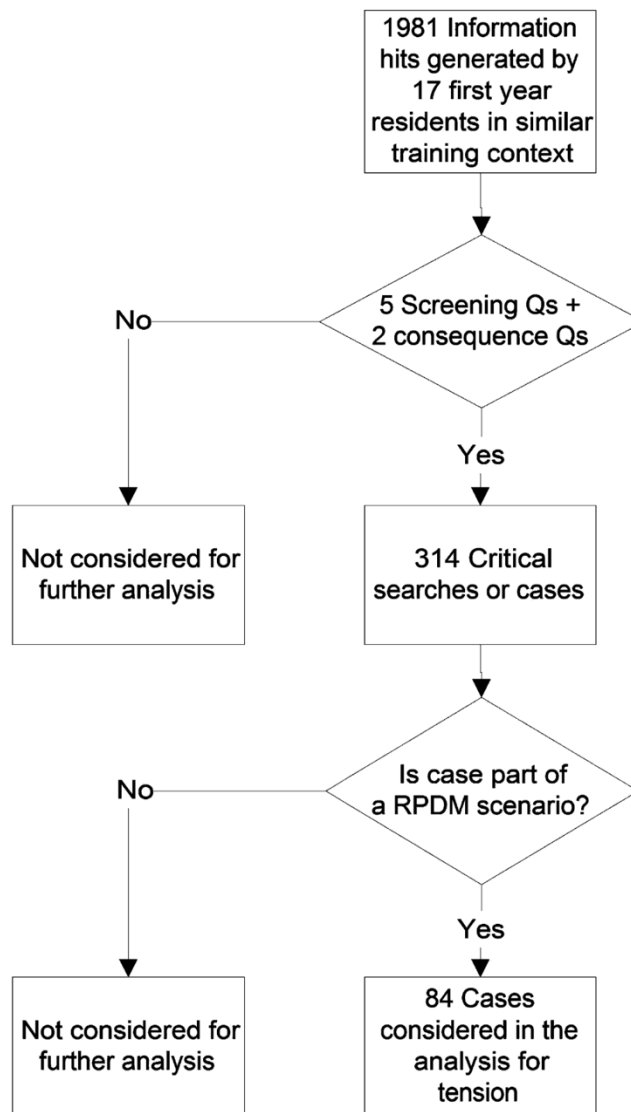 1981 Information
hits generated by
17 first year
residents in similar
training context
5 Screening Qs +
2 consequence Qs
No
Yes
Not considered for
further analysis
314 Critical
searches or cases
Is case part of
a RPDM scenario?
No
Yes
Not considered for
further analysis
84 Cases
considered in the
analysis for
tension